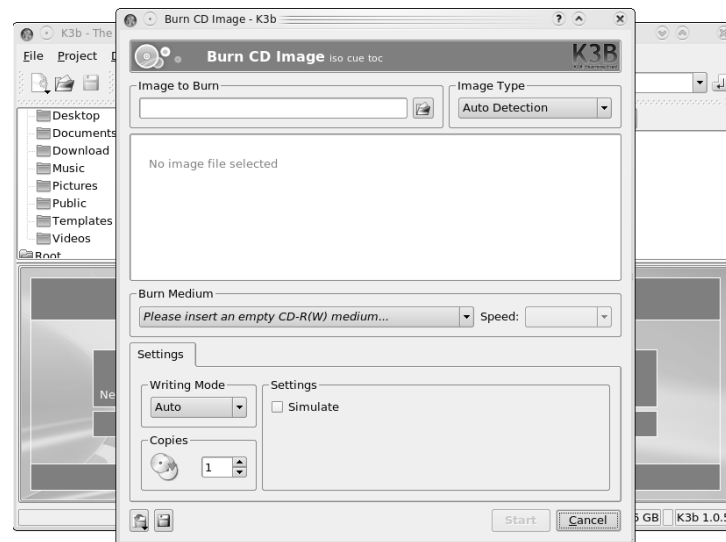 Burn CD Image - K3b
K3b - The
File Project
Burn CD Image iso cue toc
K3B
Image to Burn
Image Type
Auto Detection
Desktop
Documents
Download
Music
Pictures
Public
Templates
Videos
Root
No image file selected
Burn Medium
Please insert an empty CD-R(W) medium...
Speed:
Settings
Ne
Writing Mode
Auto
Settings
Simulate
Copies
1
Start
Cancel
GB
K3b 1.0.5